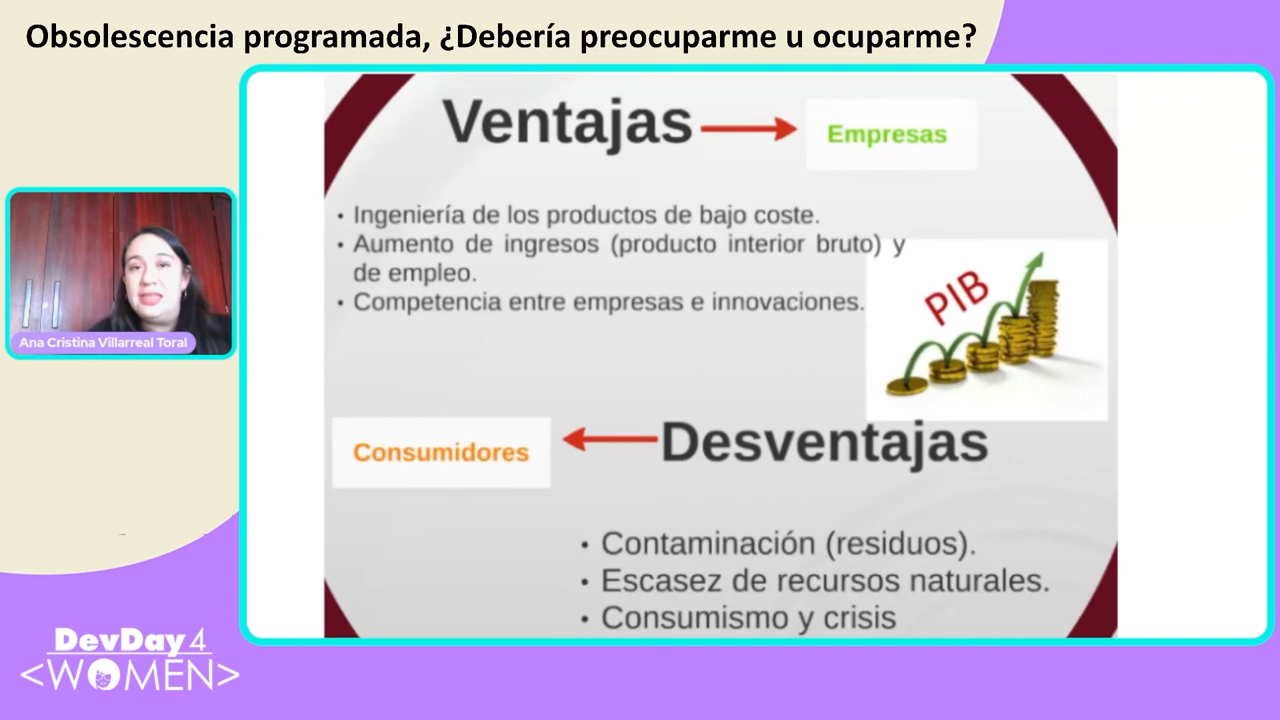 Obsolescencia programada, ¿Debería preocuparme u ocuparme?
Ventajas
Empresas
• Ingeniería de los productos de bajo coste.
• Aumento de ingresos (producto interior bruto) y
de empleo.
• Competencia entre empresas e innovaciones.
PIB
Ana Cristina Villarreal Toral
Consumidores
Desventajas
• Contaminación (residuos).
• Escasez de recursos naturales.
• Consumismo y crisis
DevDay4
<WOMEN>